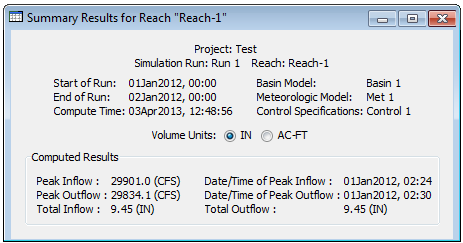 Summary Results for Reach "Reach-1"
Project: Test
Simulation Run: Run 1 Reach: Reach-1
Start of Run: 01Jan2012, 00:00 Basin Model: Basin 1
End of Run: 02Jan2012, 00:00 Meteorologic Model: Met 1
Compute Time: 03Apr2013, 12:48:56 Control Specifications: Control 1
Volume Units: IN AC-FT
Computed Results
Peak Inflow : 29901.0 (CFS) Date/Time of Peak Inflow : 01Jan2012, 02:24
Peak Outflow : 29834.1 (CFS) Date/Time of Peak Outflow : 01Jan2012, 02:30
Total Inflow : 9.45 (IN) Total Outflow : 9.45 (IN)